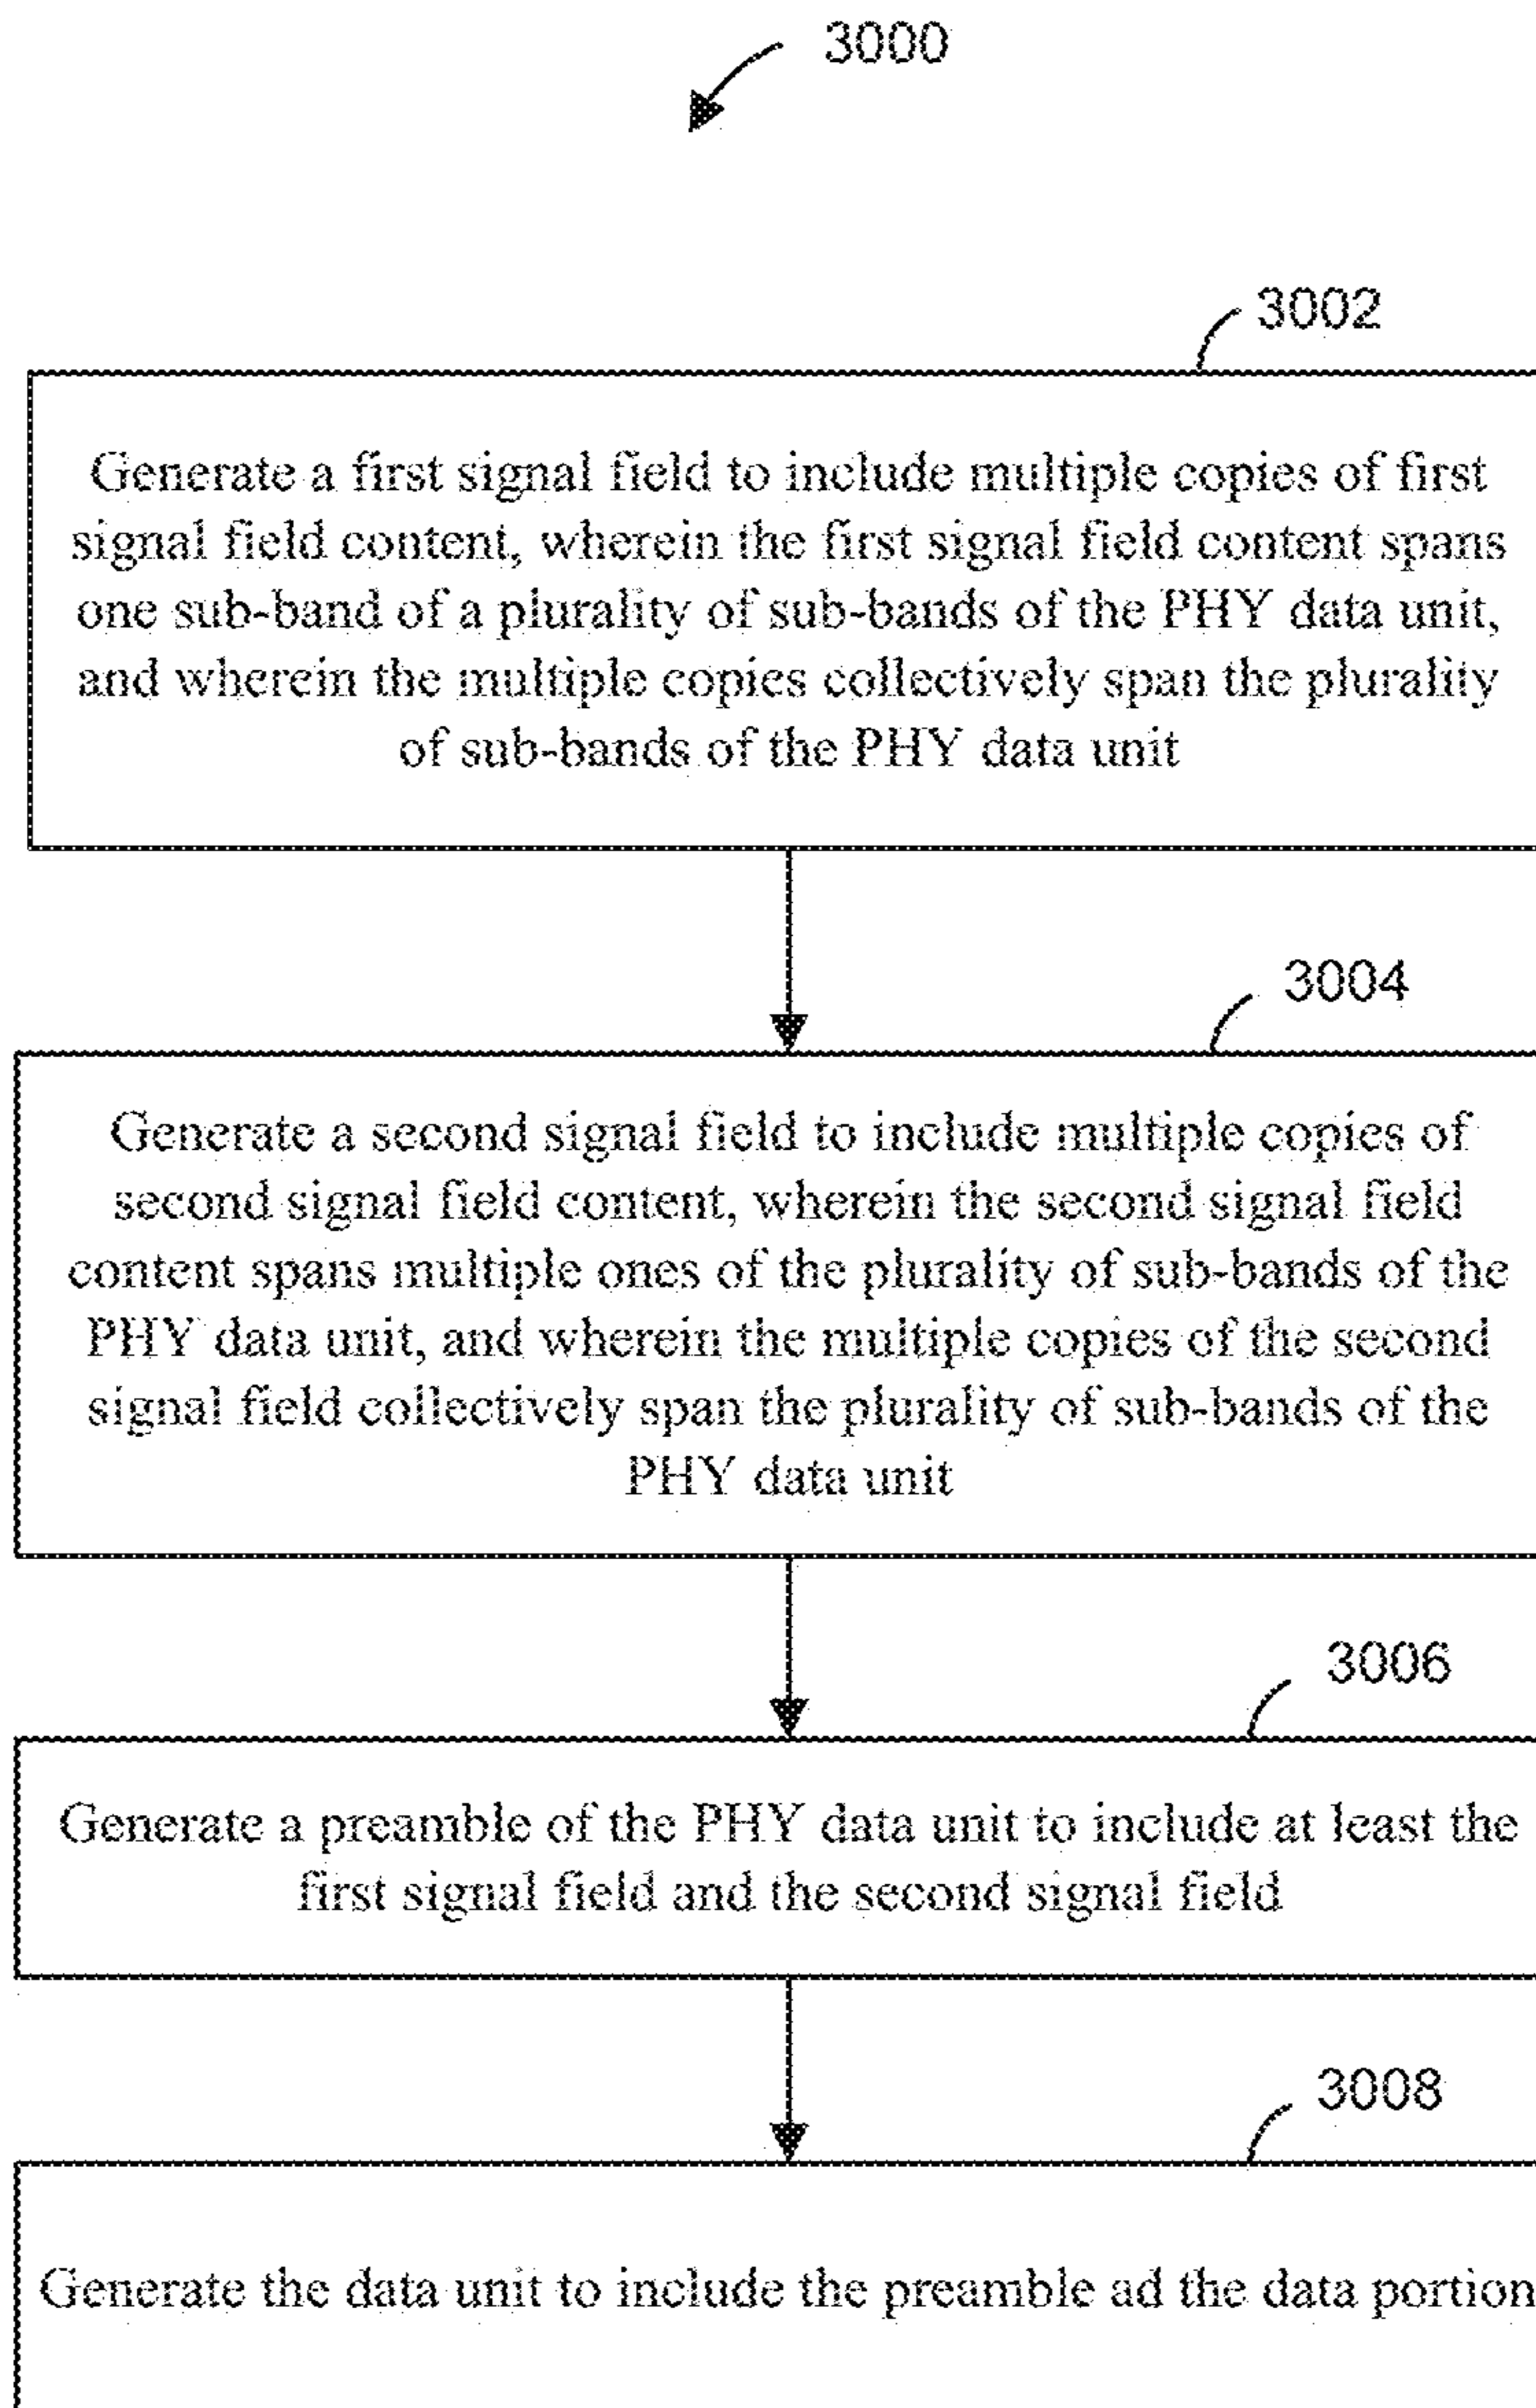 3000
3002
Generate a first signal field to include multiple copies of first
signal field content, wherein the first signal field content spans
one sub-band of a plurality of sub-bands of the PHY data unit,
and wherein the multiple copies collectively span the plurality
of sub-bands of the PHY data unit
3004
Generate a second signal field to include multiple copies of
second signal field content, wherein the second signal field
content spans multiple ones of the plurality of sub-bands of the
PHY data unit, and wherein the multiple copies of the second
signal field collectively span the plurality of sub-bands of the
PHY data unit
3006
Generate a preamble of the PHY data unit to include at least the
first signal field and the second signal field
3008
Generate the data unit to include the preamble ad the data portion